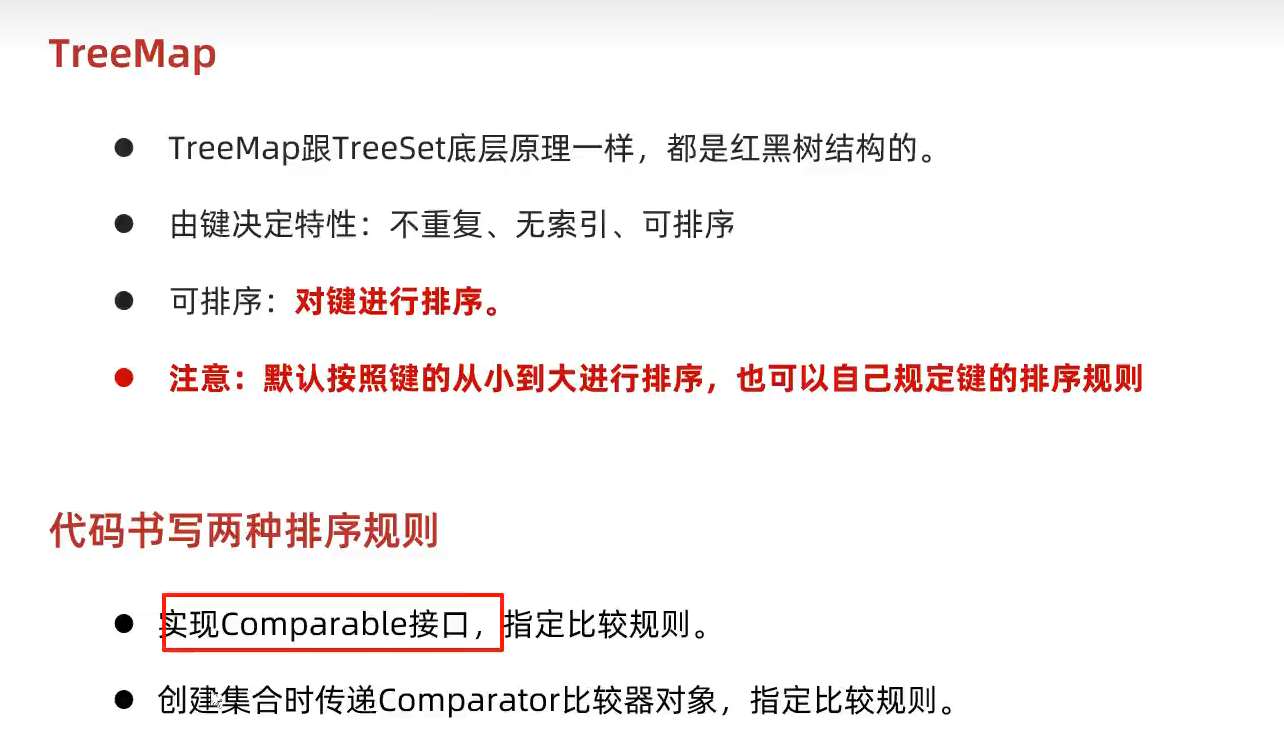 TreeMap
● TreeMap跟TreeSet底层原理一样，都是红黑树结构的。
● 由键决定特性：不重复、无索引、可排序
● 可排序：对键进行排序。
● 注意：默认按照键的从小到大进行排序，也可以自己规定键的排序规则
代码书写两种排序规则
● 实现Comparable接口，指定比较规则。
● 创建集合时传递Comparator比较器对象，指定比较规则。